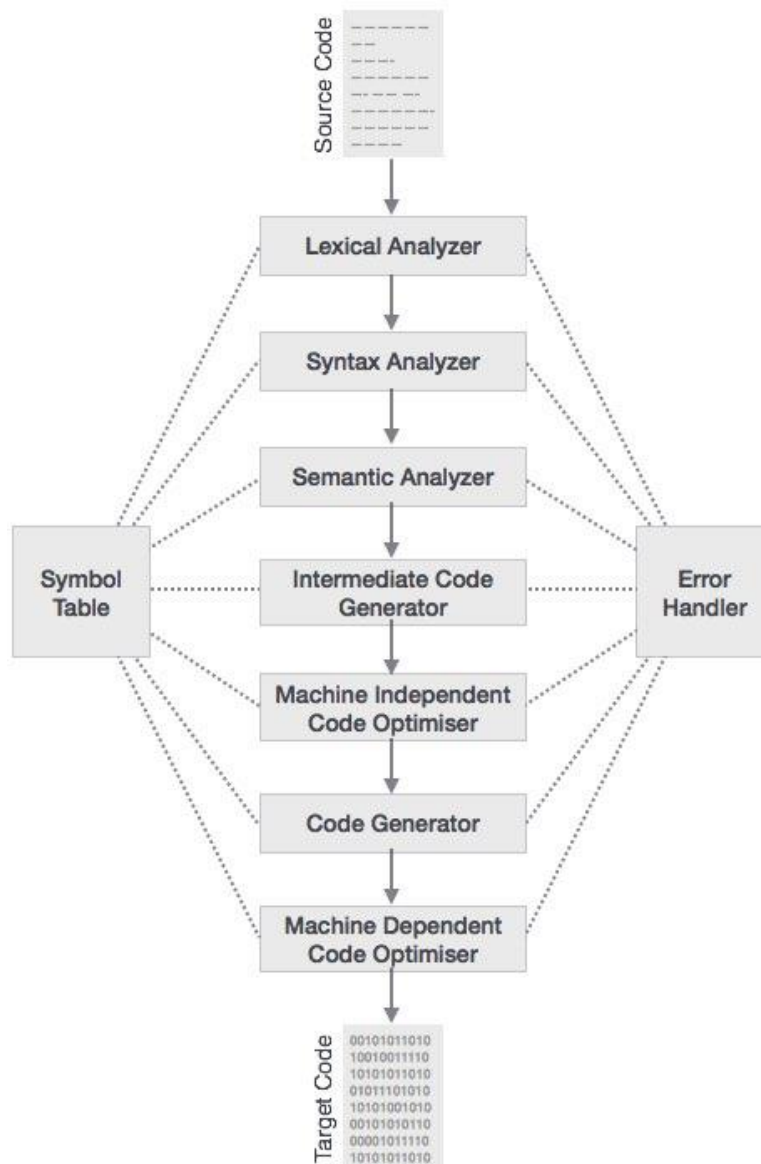 Source Code
Lexical Analyzer
Syntax Analyzer
Semantic Analyzer
Symbol
Table
Intermediate Code
Generator
Error
Handler
Machine Independent
Code Optimiser
Code Generator
Machine Dependent
Code Optimiser
Target Code
00101011010
10010011110
10101011010
01011101010
10101001010
00101010110
00001011110
10101011010